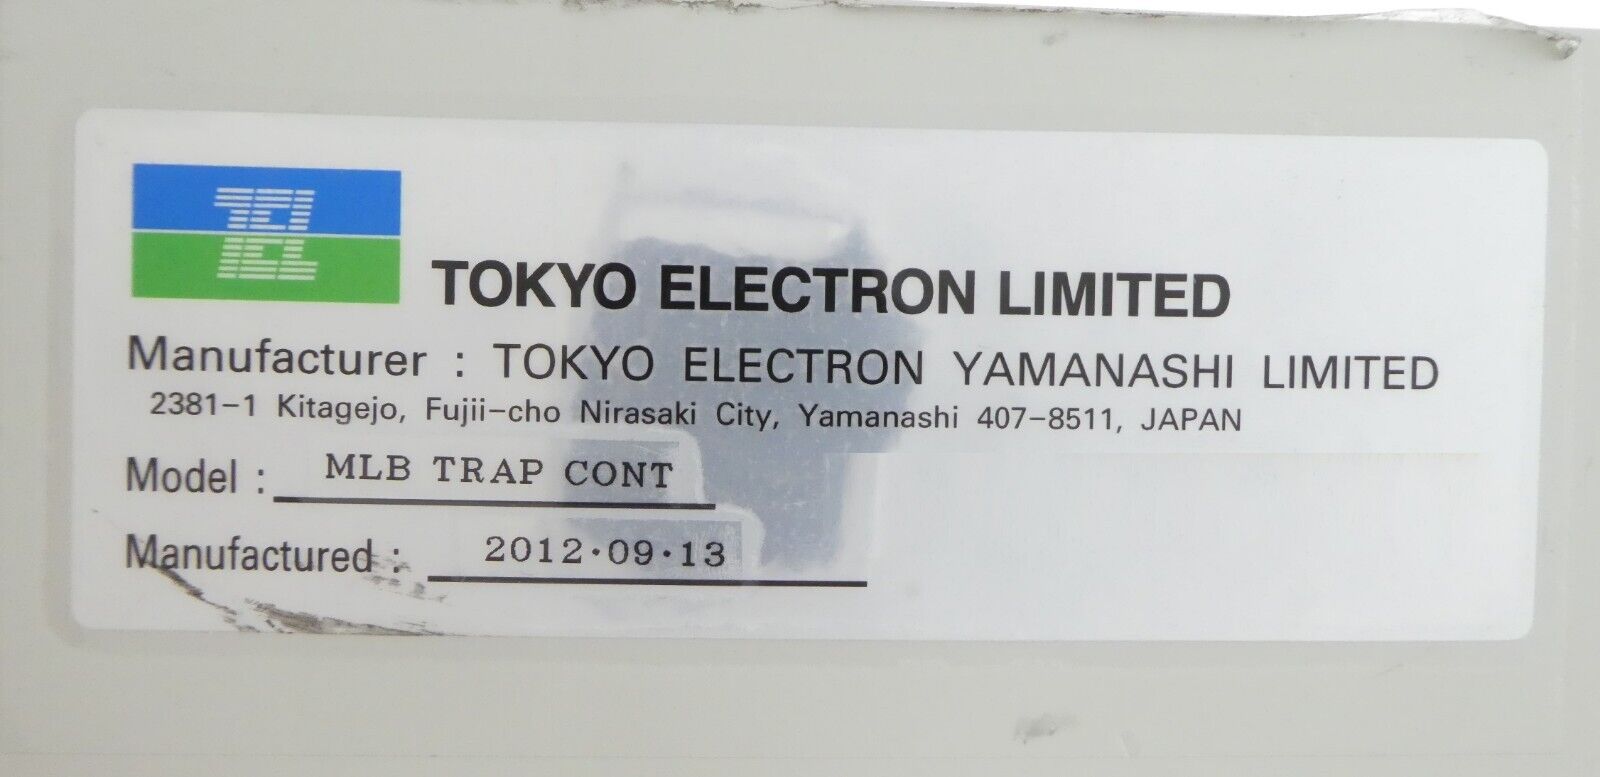 TEL
TOKYO ELECTRON LIMITED
Manufacturer : TOKYO ELECTRON YAMANASHI LIMITED
2381-1 Kitagejo, Fujii-cho Nirasaki City, Yamanashi 407-8511, JAPAN
Model : MLB TRAP CONT
Manufactured : 2012・09・13